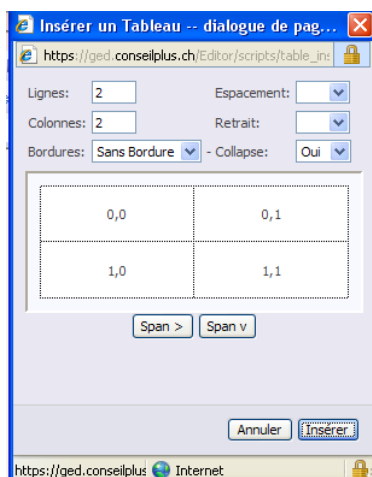 Insérer un Tableau -- dialogue de pag...
https://ged.conseilplus.ch/Editor/scripts/table_ins
Lignes: 2 Espacement:
Colonnes: 2 Retrait:
Bordures: Sans Bordure - Collapse: Oui
0,0 0,1
1,0 1,1
Span > Span v
Annuler Insérer
https://ged.conseilplus Internet